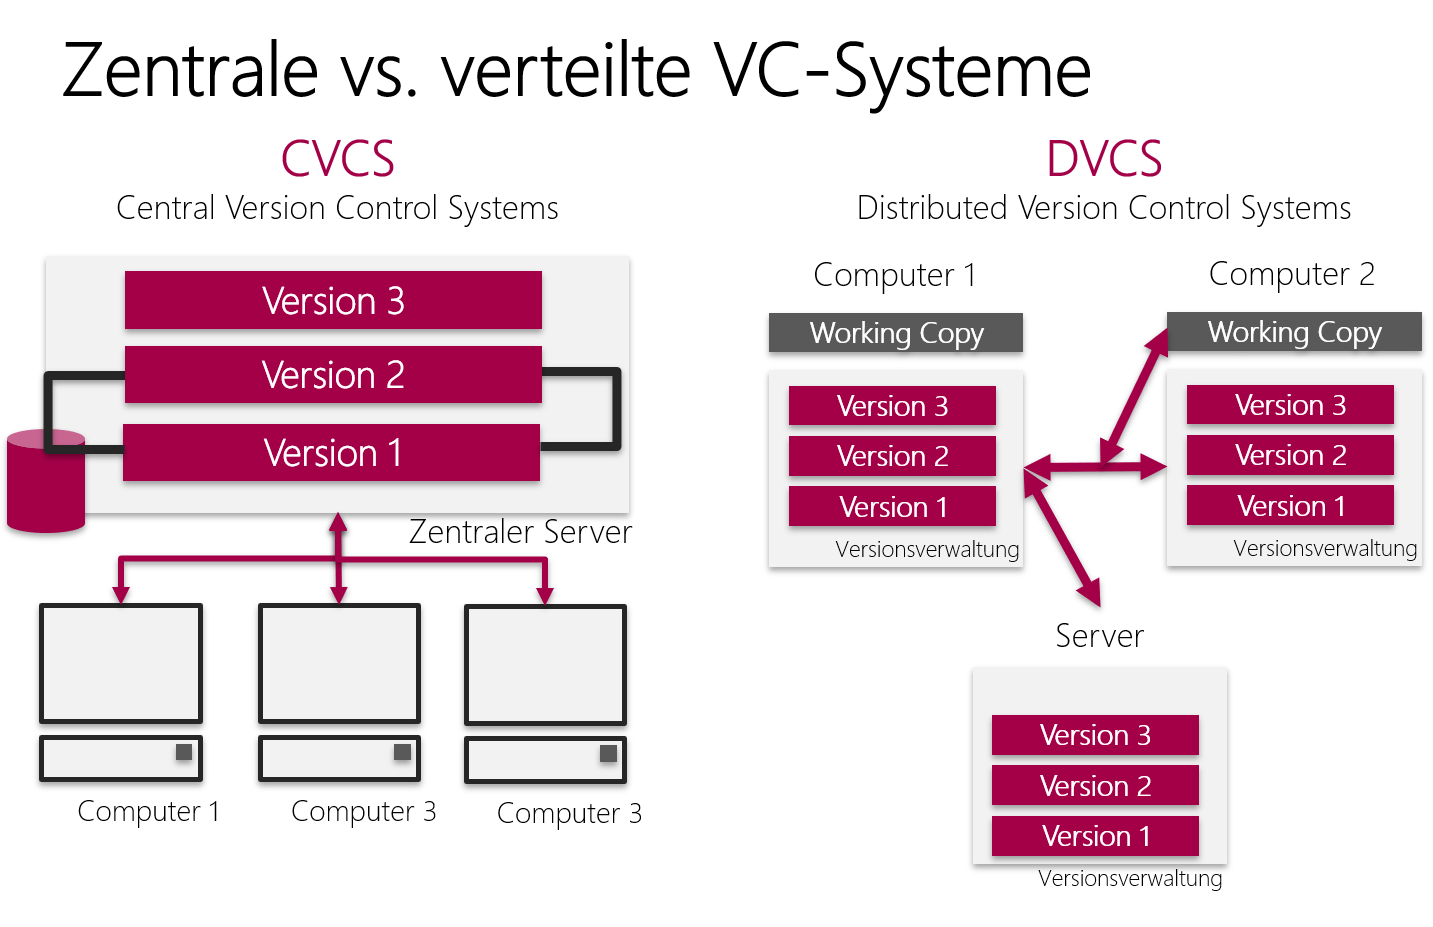 Zentrale vs. verteilte VC-Systeme
CVCS
Central Version Control Systems
Version 3
Version 2
Version 1
Zentraler Server
Computer 1
Computer 3
Computer 3
DVCS
Distributed Version Control Systems
Computer 1
Working Copy
Version 3
Version 2
Version 1
Versionsverwaltung
Computer 2
Working Copy
Version 3
Version 2
Version 1
Versionsverwaltung
Server
Version 3
Version 2
Version 1
Versionsverwaltung